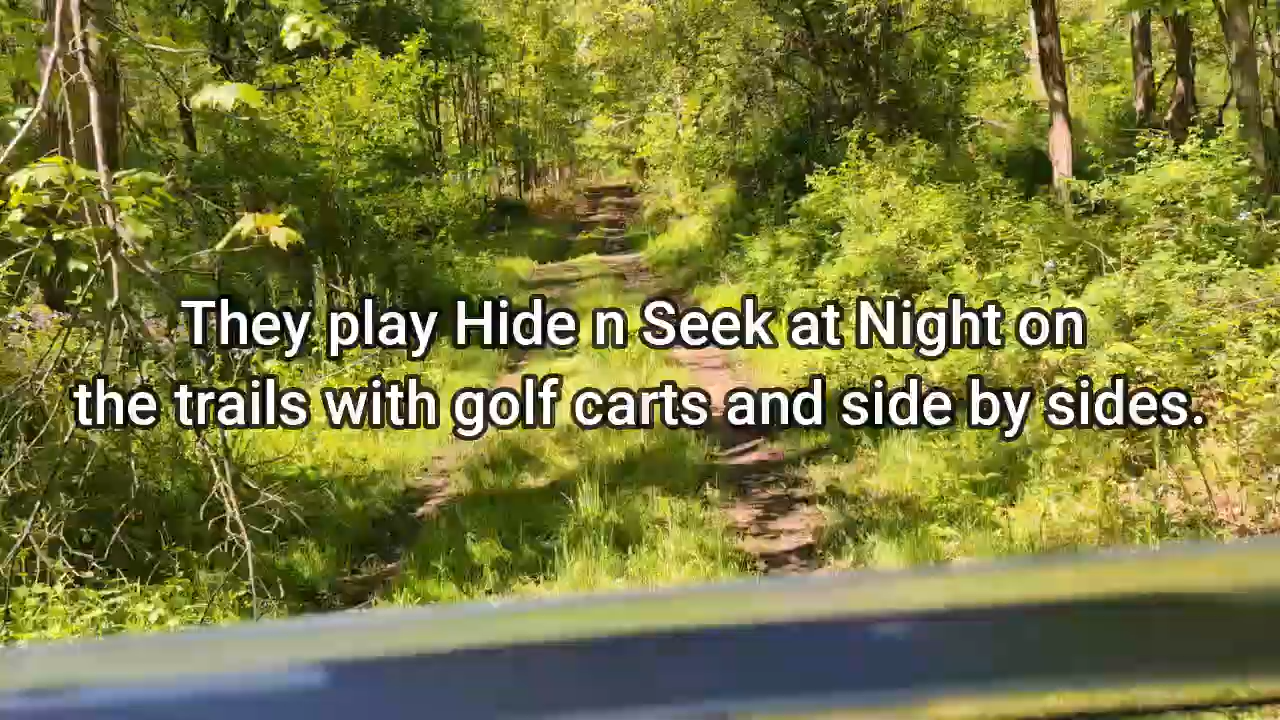 They play Hide n Seek at Night on
the trails with golf carts and side by sides.